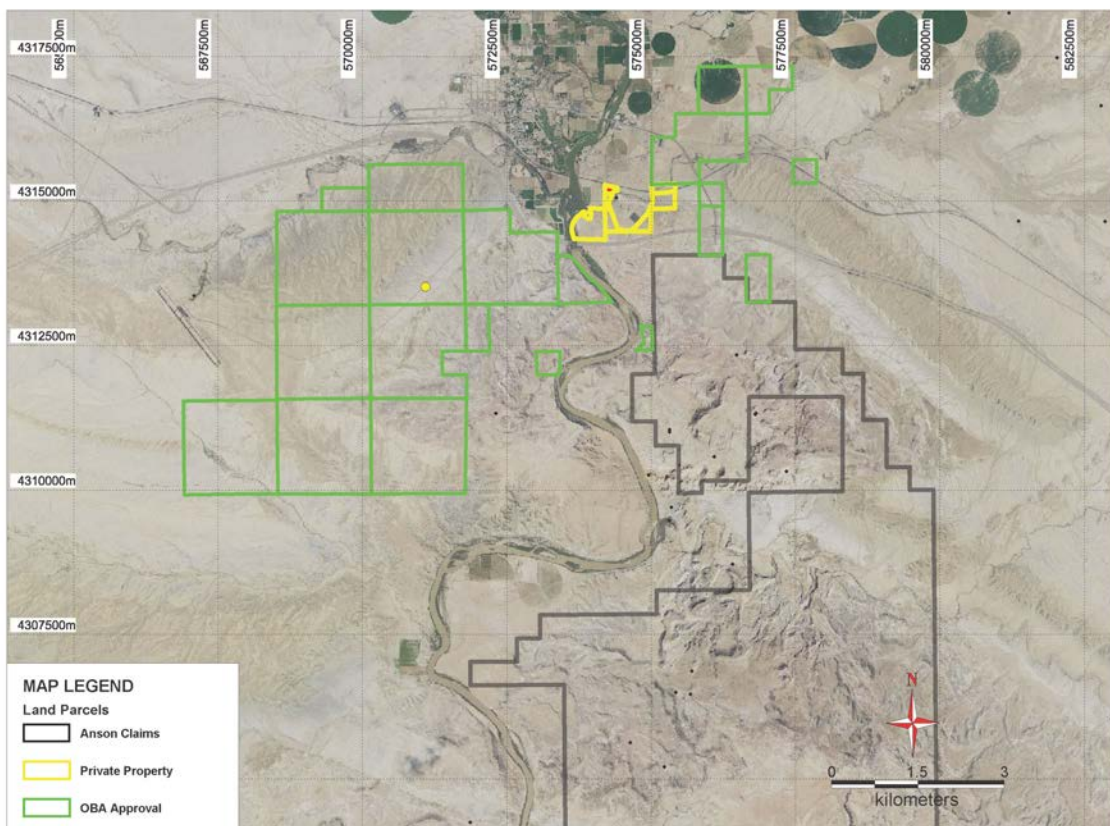 4317500m
4315000m
4312500m
4310000m
4307500m
567500m
570000m
572500m
575000m
577500m
580000m
582500m
MAP LEGEND
Land Parcels
Anson Claims
Private Property
OBA Approval
N
0 1.5 3
kilometers